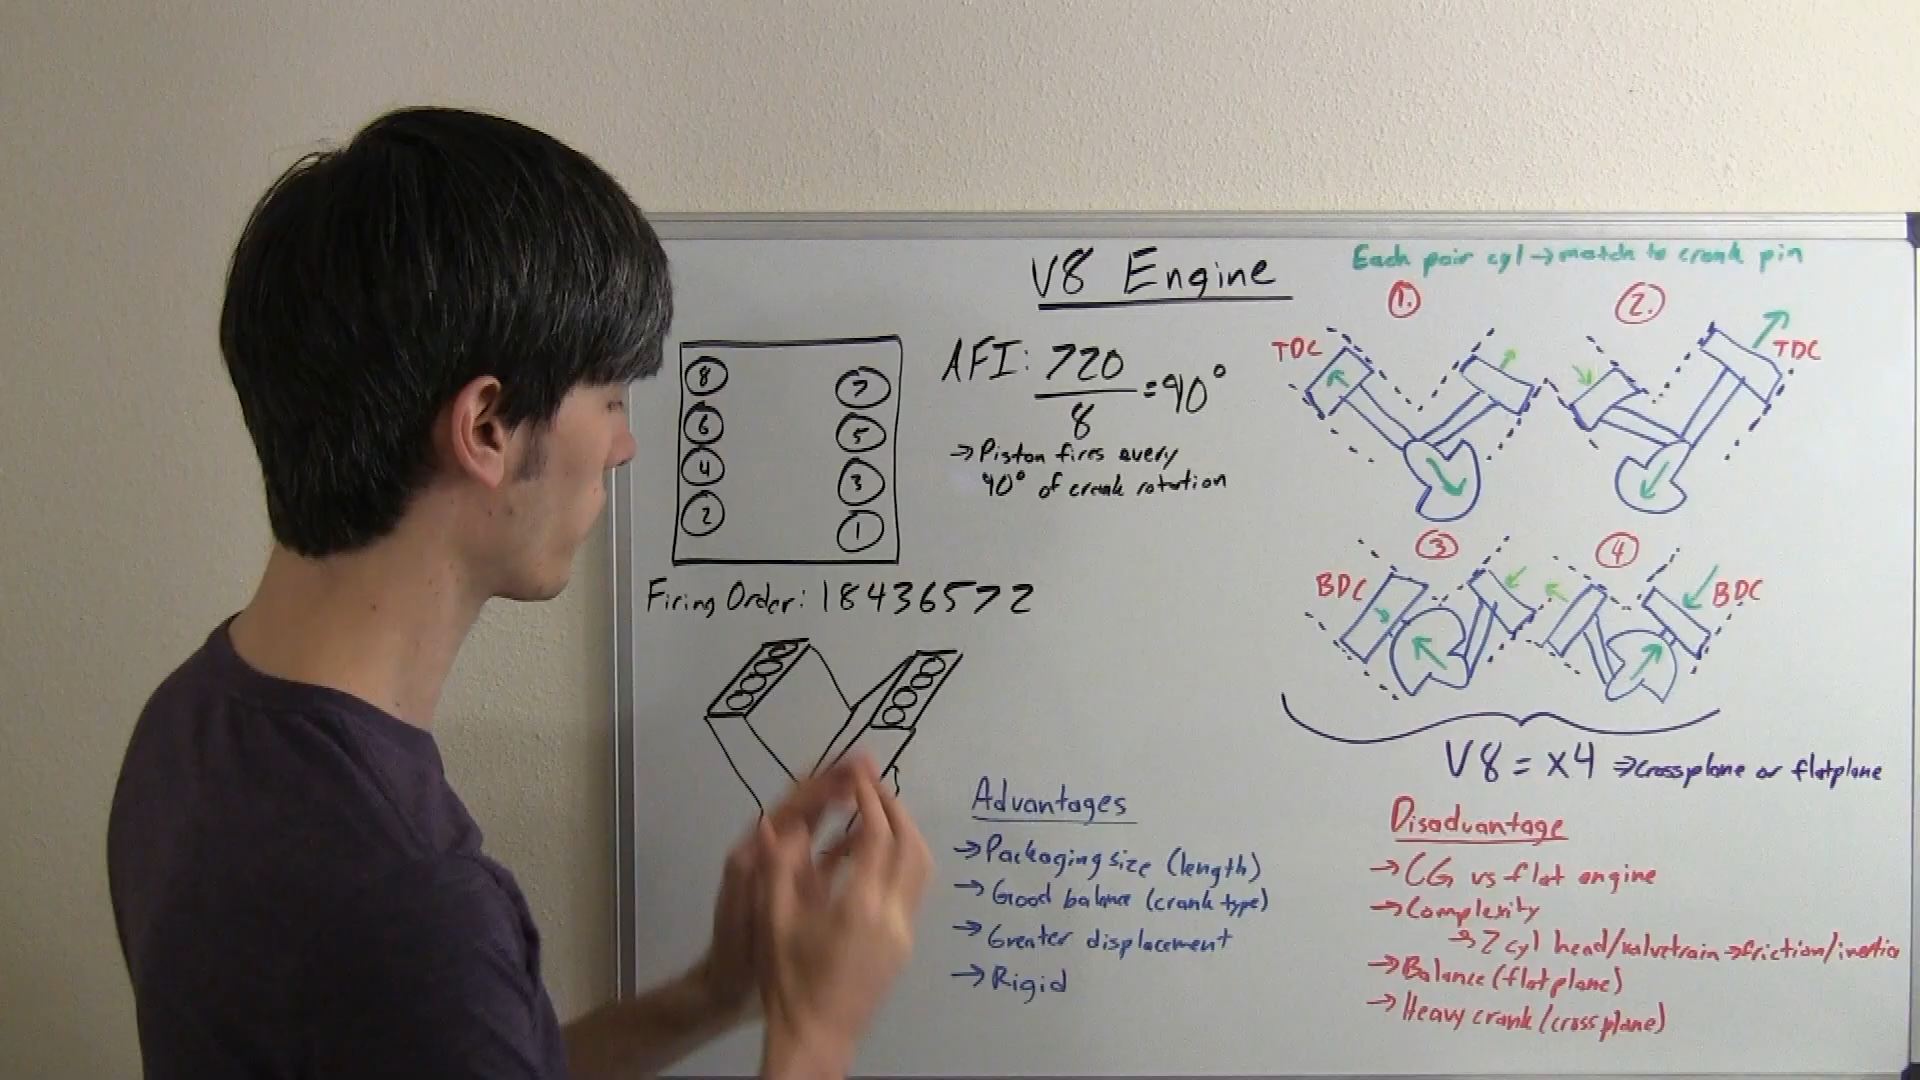 V8 Engine
8
7
6
5
4
3
2
1
Firing Order: 18436572
AFI: 720
8
=90°
→ Piston fires every
90° of crank rotation
Each pair cyl → match to crank pin
1.
2.
TDC
TDC
3
4
BDC
BDC
V8 = x4 ⇒ Crossplane or flatplane
Advantages
→ Packaging size (length)
→ Good balance (crank type)
→ Greater displacement
→ Rigid
Disadvantage
→ CG vs flat engine
→ Complexity
→ 2 cyl head/valvetrain → friction/inertia
→ Balance (flatplane)
→ Heavy crank (crossplane)